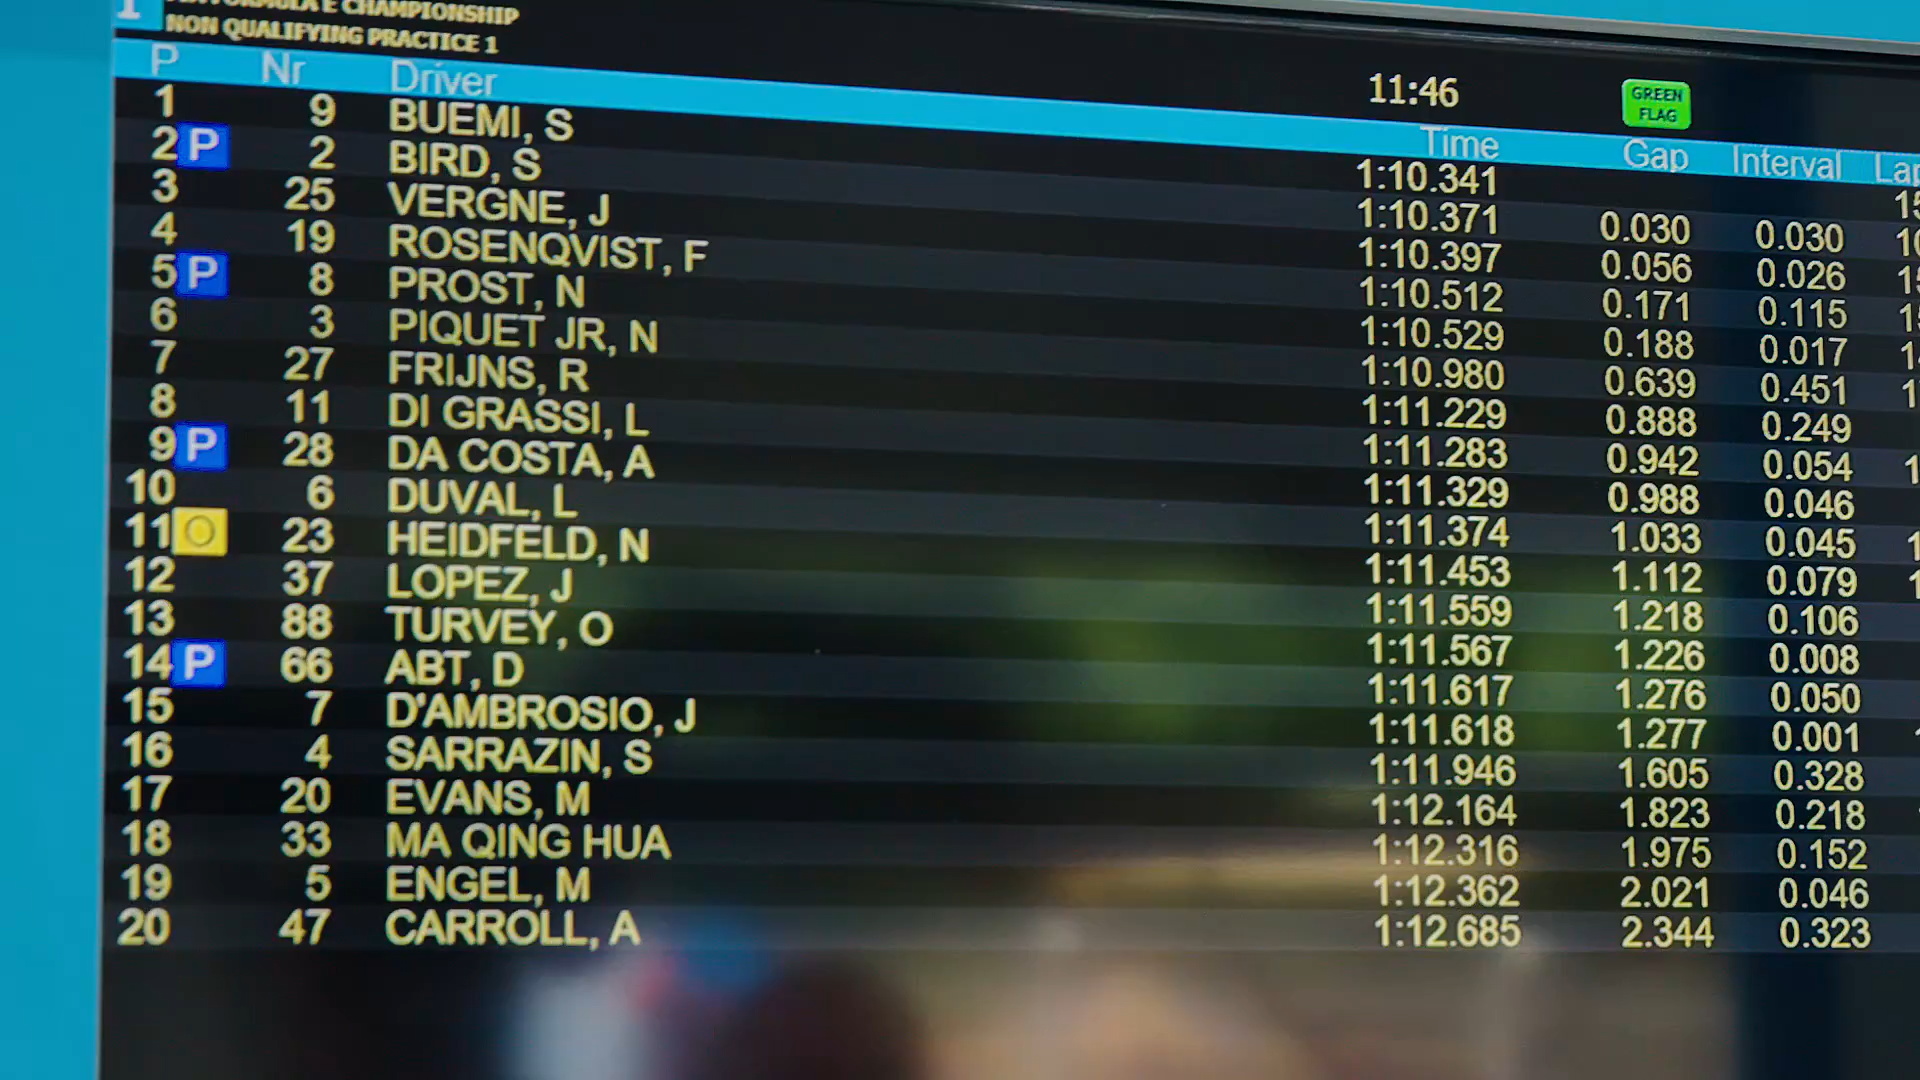 FORMULA E CHAMPIONSHIP
NON QUALIFYING PRACTICE 1
11:46 GREEN FLAG
P Nr Driver Time Gap Interval
1 9 BUEMI, S 1:10.341
2 P 2 BIRD, S 1:10.371 0.030 0.030
3 25 VERGNE, J 1:10.397 0.056 0.026
4 19 ROSENQVIST, F 1:10.512 0.171 0.115
5 P 8 PROST, N 1:10.529 0.188 0.017
6 3 PIQUET JR, N 1:10.980 0.639 0.451
7 27 FRIJNS, R 1:11.229 0.888 0.249
8 11 DI GRASSI, L 1:11.283 0.942 0.054
9 P 28 DA COSTA, A 1:11.329 0.988 0.046
10 6 DUVAL, L 1:11.374 1.033 0.045
11 O 23 HEIDFELD, N 1:11.453 1.112 0.079
12 37 LOPEZ, J 1:11.559 1.218 0.106
13 88 TURVEY, O 1:11.567 1.226 0.008
14 P 66 ABT, D 1:11.617 1.276 0.050
15 7 D'AMBROSIO, J 1:11.618 1.277 0.001
16 4 SARRAZIN, S 1:11.946 1.605 0.328
17 20 EVANS, M 1:12.164 1.823 0.218
18 33 MA QING HUA 1:12.316 1.975 0.152
19 5 ENGEL, M 1:12.362 2.021 0.046
20 47 CARROLL, A 1:12.685 2.344 0.323